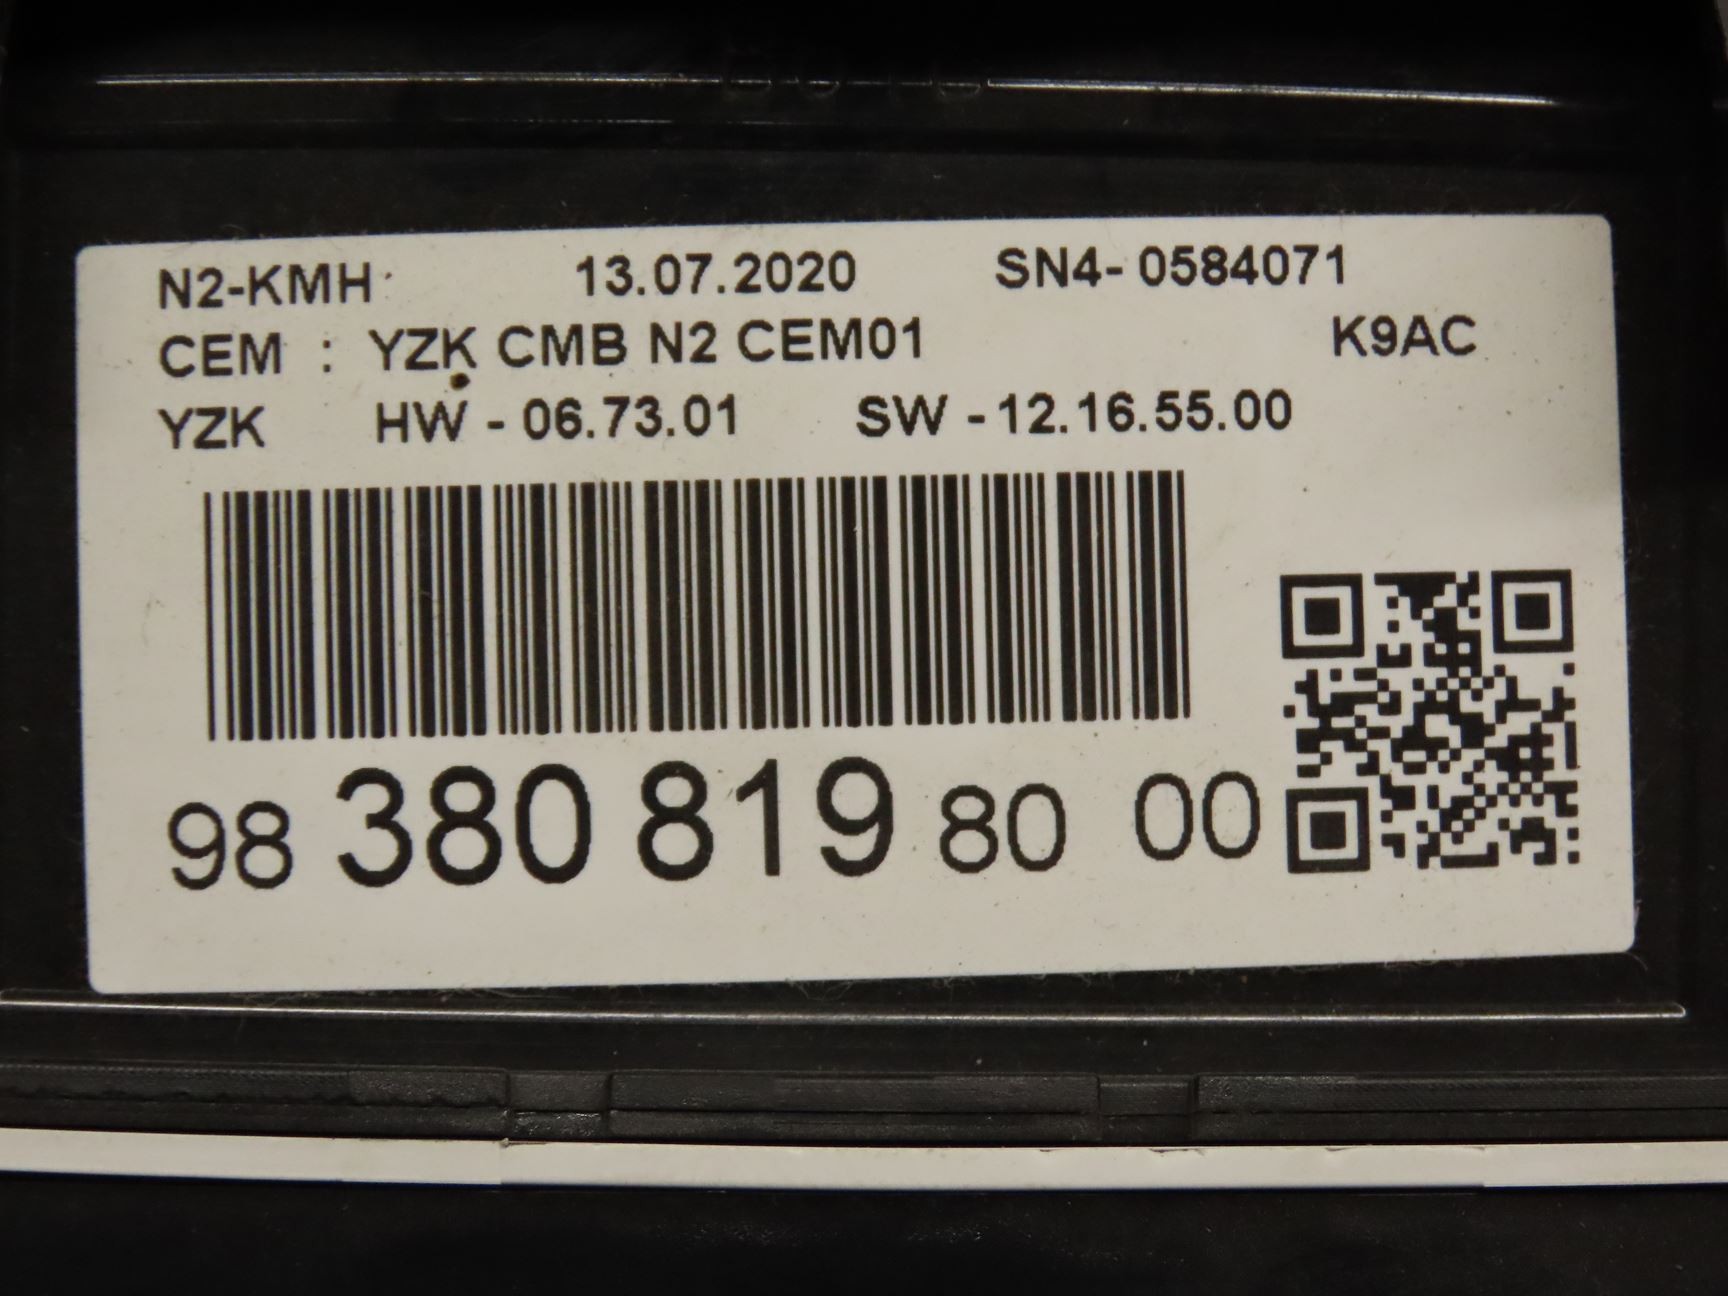 N2-KMH 13.07.2020 SN4- 0584071
CEM : YZK CMB N2 CEM01 K9AC
YZK HW - 06.73.01 SW - 12.16.55.00
98 380 819 80 00